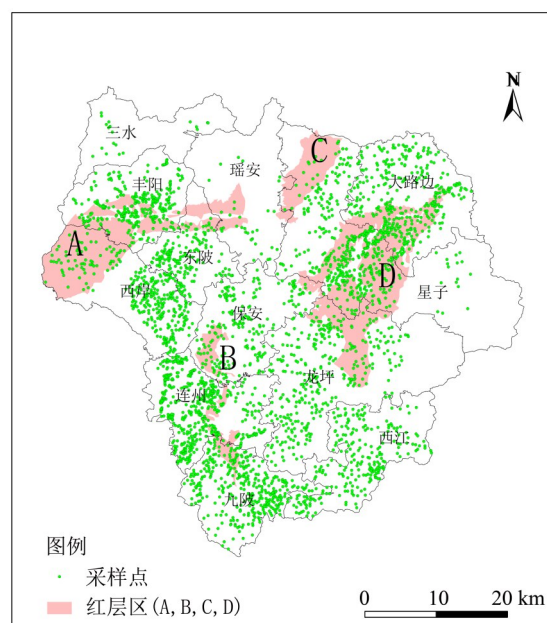 N
三水
C
瑶安
丰阳
大路边
A
东陂
D
西岸
星子
保安
B
龙坪
连州
西江
九陂
图例
采样点
红层区(A,B,C,D)
0 10 20 km